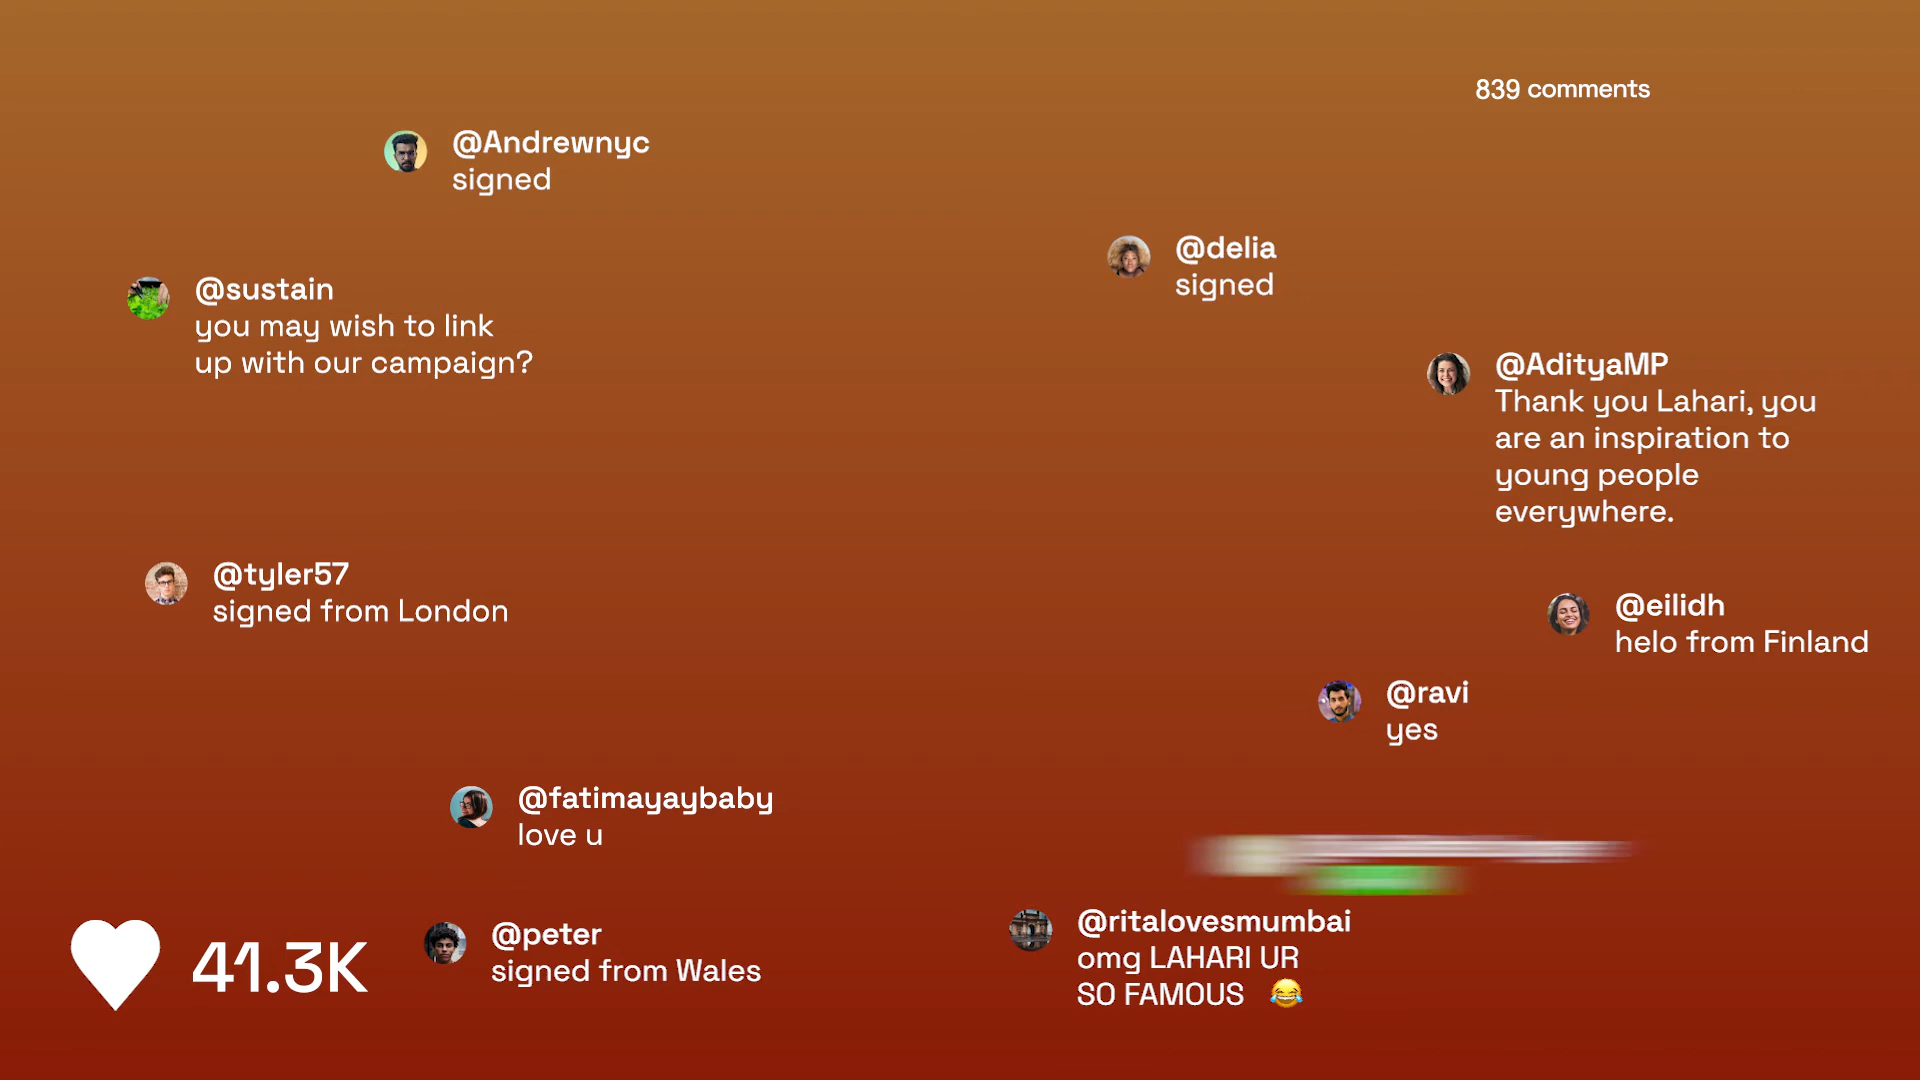 839 comments
@Andrewnyc
signed
@delia
signed
@sustain
you may wish to link
up with our campaign?
@AdityaMP
Thank you Lahari, you
are an inspiration to
young people
everywhere.
@tyler57
signed from London
@eilidh
helo from Finland
@ravi
yes
@fatimayaybaby
love u
@peter
signed from Wales
@ritalovesmumbai
omg LAHARI UR
SO FAMOUS 😂
41.3K